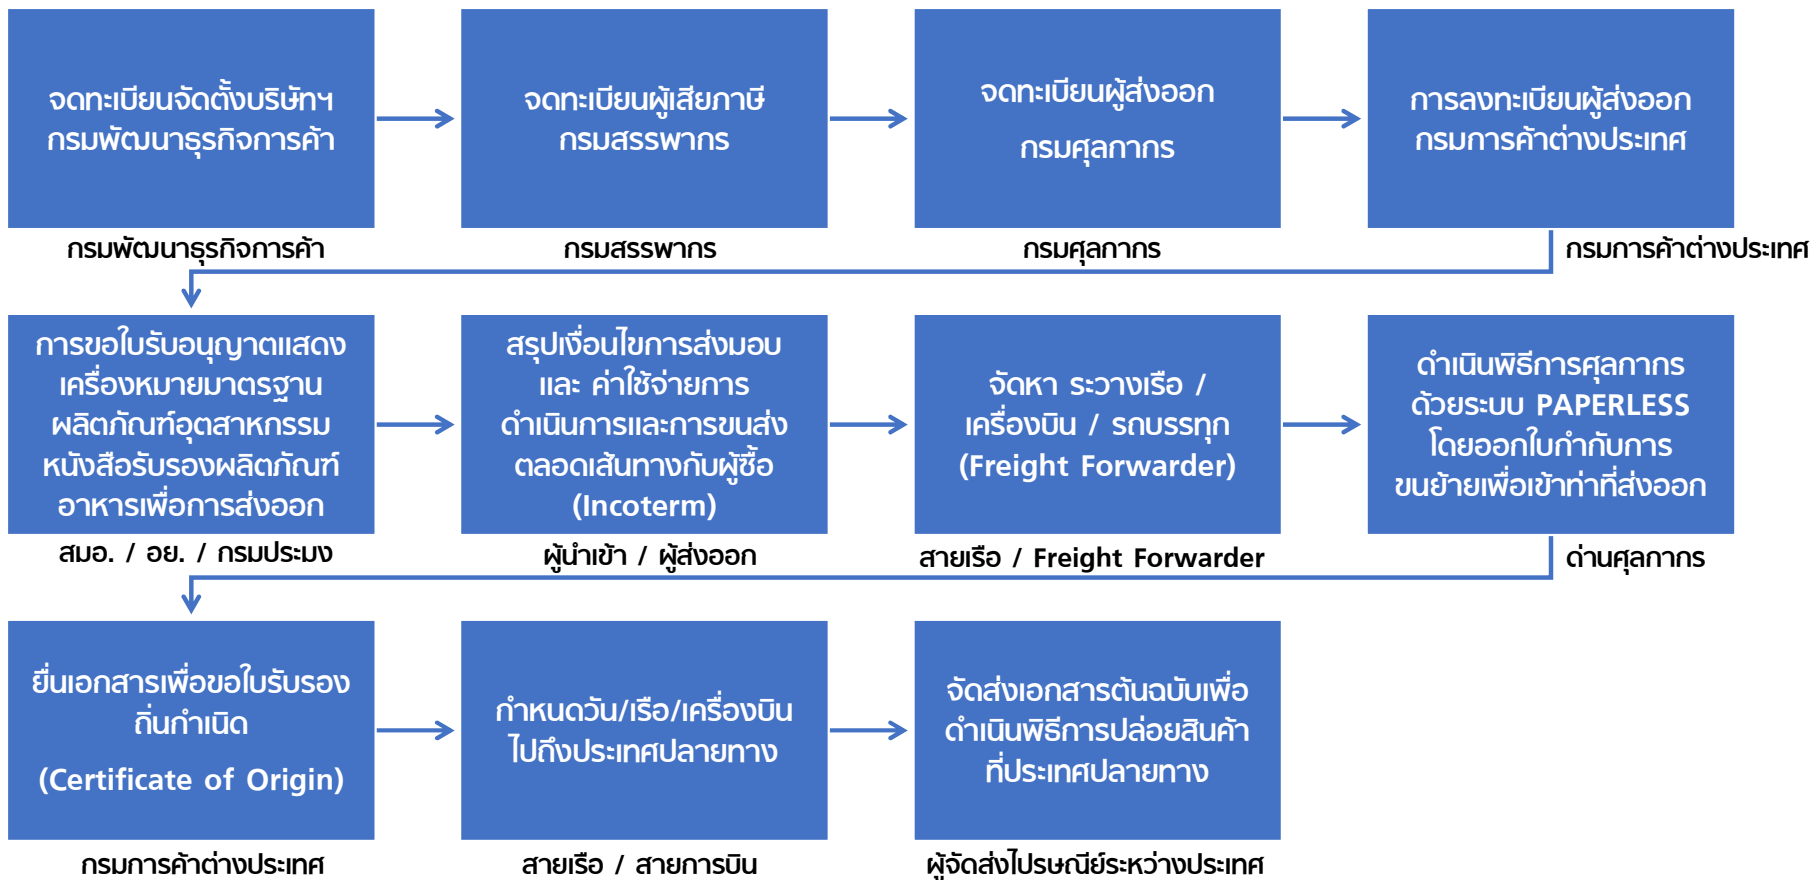 จดทะเบียนจัดตั้งบริษัทฯ
กรมพัฒนาธุรกิจการค้า
กรมพัฒนาธุรกิจการค้า
จดทะเบียนผู้เสียภาษี
กรมสรรพากร
กรมสรรพากร
จดทะเบียนผู้ส่งออก
กรมศุลกากร
กรมศุลกากร
การลงทะเบียนผู้ส่งออก
กรมการค้าต่างประเทศ
กรมการค้าต่างประเทศ
การขอใบรับอนุญาตแสดง
เครื่องหมายมาตรฐาน
ผลิตภัณฑ์อุตสาหกรรม
หนังสือรับรองผลิตภัณฑ์
อาหารเพื่อการส่งออก
สมอ. / อย. / กรมประมง
สรุปเงื่อนไขการส่งมอบ
และ ค่าใช้จ่ายการ
ดำเนินการและการขนส่ง
ตลอดเส้นทางกับผู้ซื้อ
(Incoterm)
ผู้นำเข้า / ผู้ส่งออก
จัดหา ระวางเรือ /
เครื่องบิน / รถบรรทุก
(Freight Forwarder)
สายเรือ / Freight Forwarder
ดำเนินพิธีการศุลกากร
ด้วยระบบ PAPERLESS
โดยออกใบกำกับการ
ขนย้ายเพื่อเข้าท่าที่ส่งออก
ด่านศุลกากร
ยื่นเอกสารเพื่อขอใบรับรอง
ถิ่นกำเนิด
(Certificate of Origin)
กรมการค้าต่างประเทศ
กำหนดวัน/เรือ/เครื่องบิน
ไปถึงประเทศปลายทาง
สายเรือ / สายการบิน
จัดส่งเอกสารต้นฉบับเพื่อ
ดำเนินพิธีการปล่อยสินค้า
ที่ประเทศปลายทาง
ผู้จัดส่งไปรษณีย์ระหว่างประเทศ